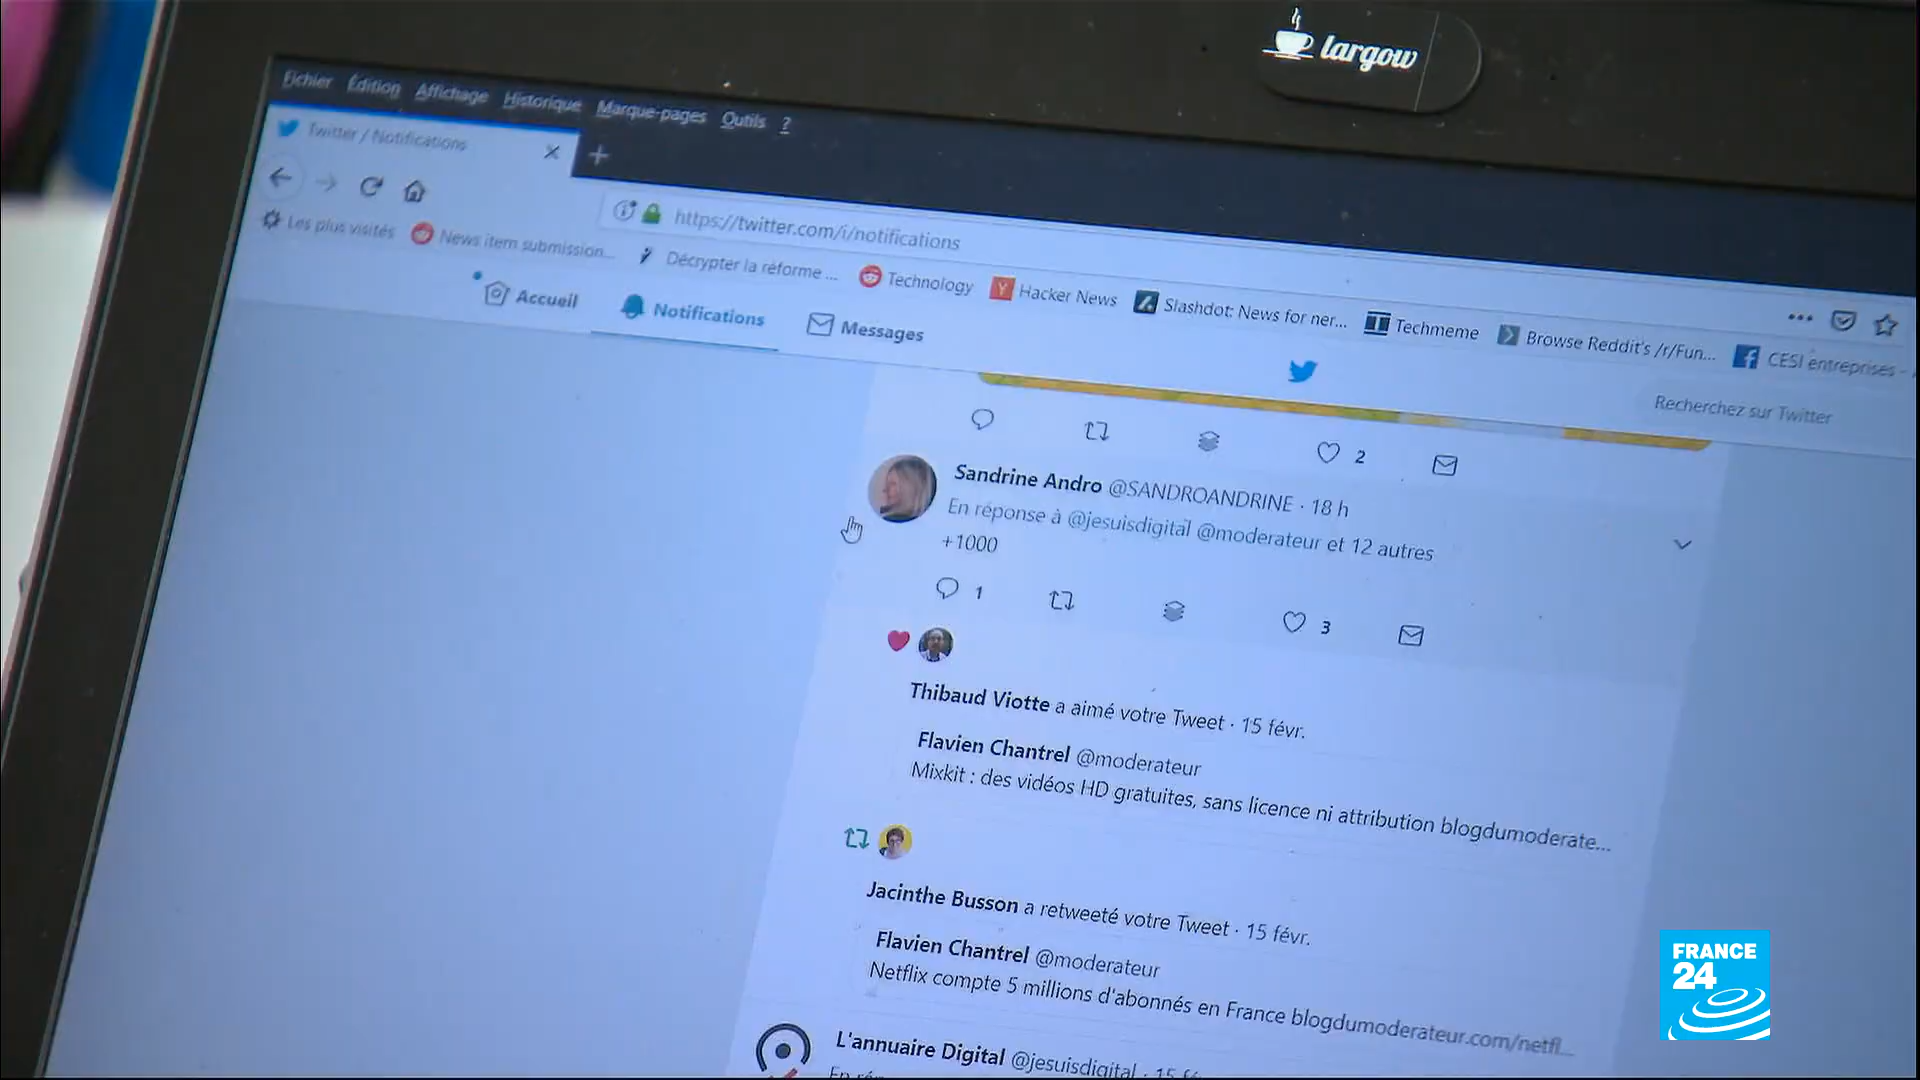 largow
Fichier Édition Affichage Historique Marque-pages Outils ?
Twitter / Notifications
https://twitter.com/i/notifications
Les plus visités News item submission... Décrypter la réforme ... Technology Hacker News Slashdot: News for ner... Techmeme Browse Reddit's /r/Fun... CESI entreprises -
Accueil Notifications Messages
Recherchez sur Twitter
2
Sandrine Andro @SANDROANDRINE · 18 h
En réponse à @jesuisdigital @moderateur et 12 autres
+1000
1 3
Thibaud Viotte a aimé votre Tweet · 15 févr.
Flavien Chantrel @moderateur
Mixkit : des vidéos HD gratuites, sans licence ni attribution blogdumoderate...
Jacinthe Busson a retweeté votre Tweet · 15 févr.
Flavien Chantrel @moderateur
Netflix compte 5 millions d'abonnés en France blogdumoderateur.com/netfl...
L'annuaire Digital @jesuisdigital · 15
FRANCE
24